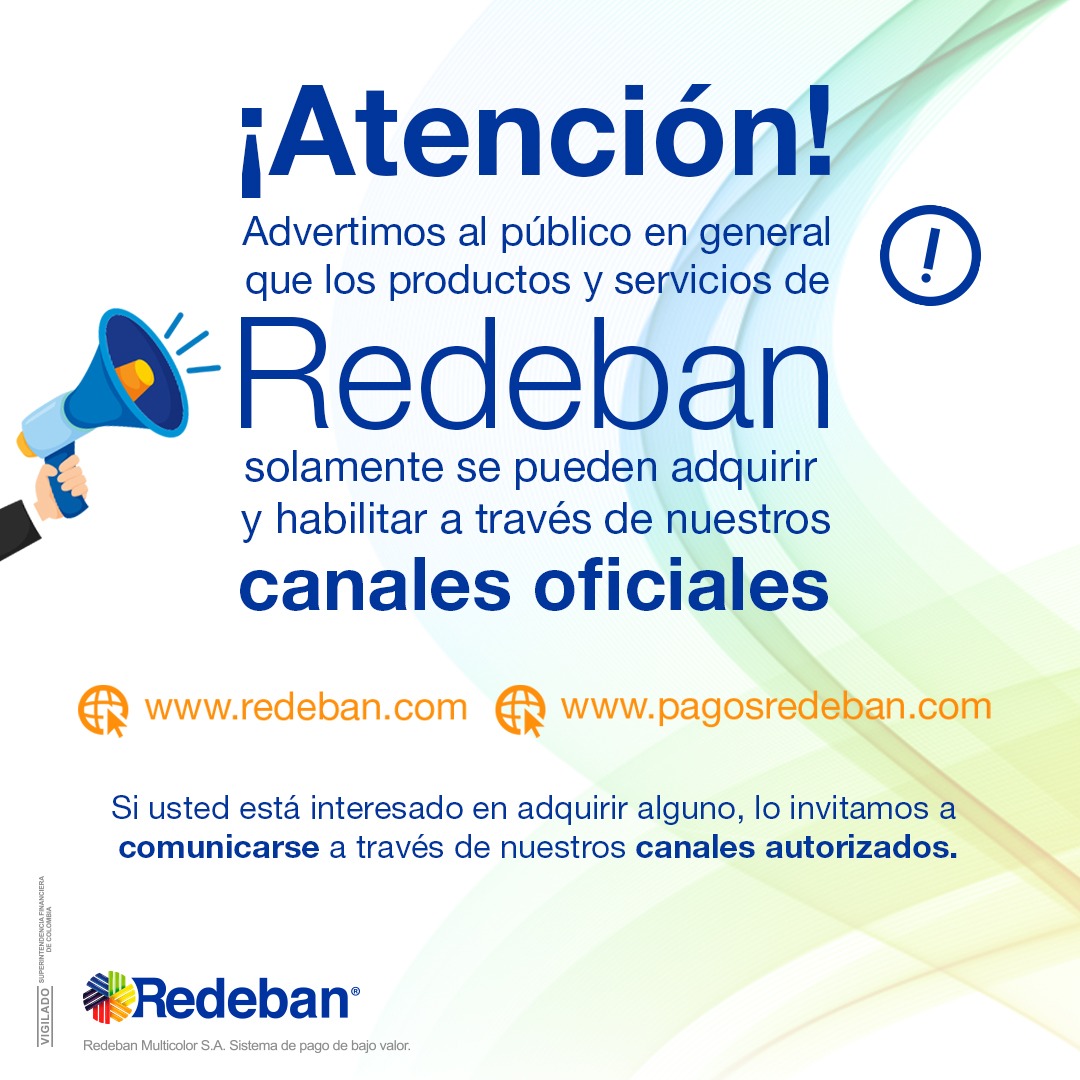 ¡Atención!
Advertimos al público en general
que los productos y servicios de
Redeban
solamente se pueden adquirir
y habilitar a través de nuestros
canales oficiales
www.redeban.com
www.pagosredeban.com
Si usted está interesado en adquirir alguno, lo invitamos a
comunicarse a través de nuestros canales autorizados.
VIGILADO
SUPERINTENDENCIA FINANCIERA
DE COLOMBIA
Redeban®
Redeban Multicolor S.A. Sistema de pago de bajo valor.